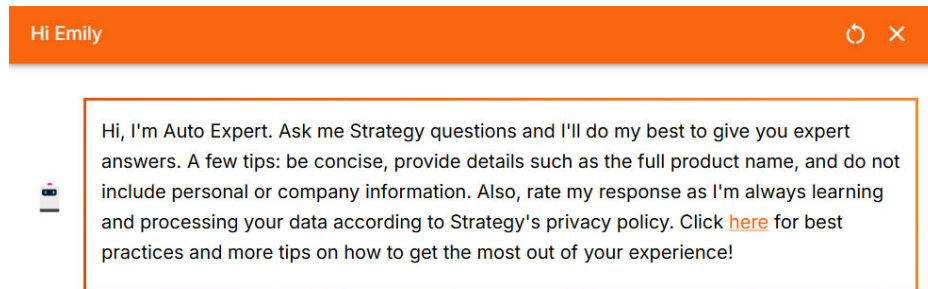 Hi Emily
Hi, I'm Auto Expert. Ask me Strategy questions and I'll do my best to give you expert
answers. A few tips: be concise, provide details such as the full product name, and do not
include personal or company information. Also, rate my response as I'm always learning
and processing your data according to Strategy's privacy policy. Click here for best
practices and more tips on how to get the most out of your experience!